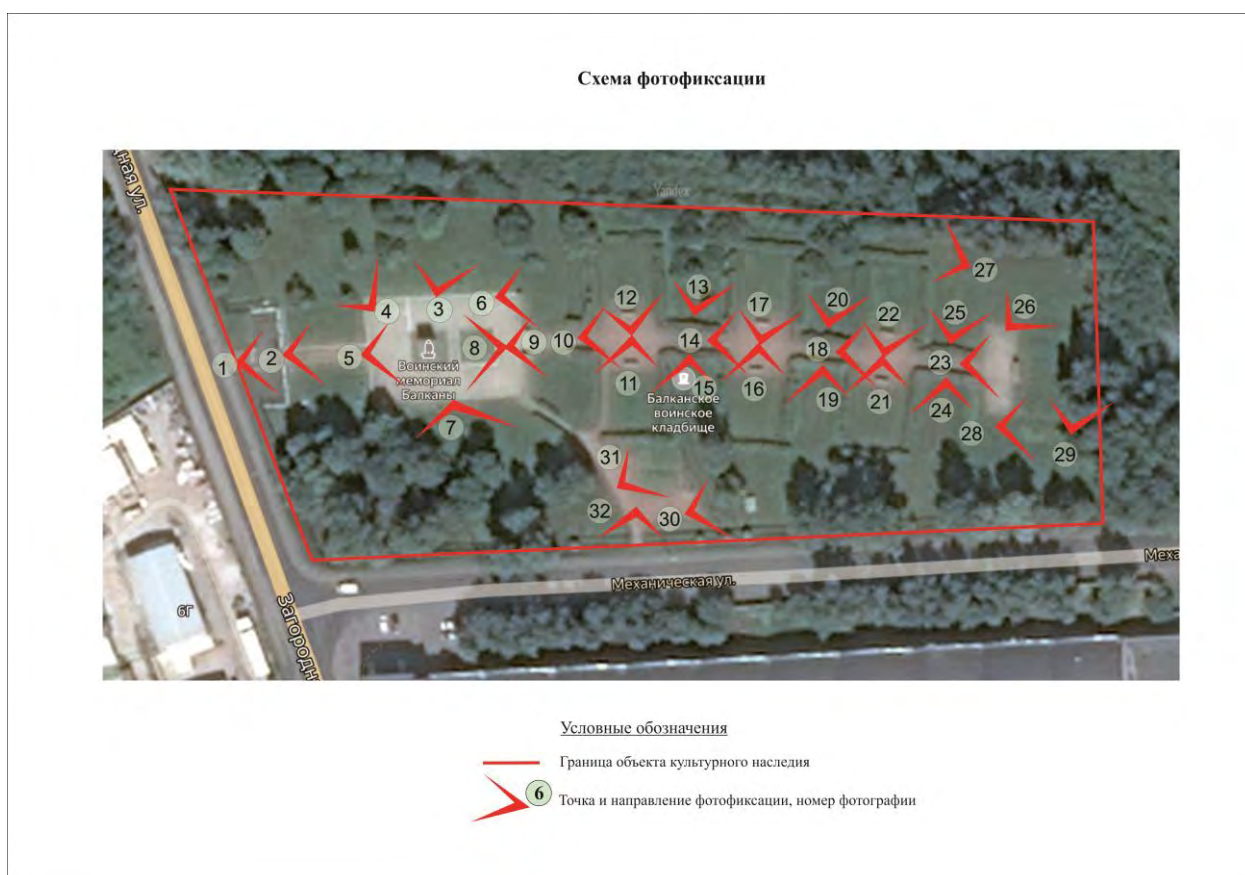 Схема фотофиксации
дная ул.
Yandex
27
13
12
17
20
26
6
22
25
4
3
1
2
5
8
9
10
14
18
23
Воинский
мемориал
Балканы
11
15
16
19
21
24
Балканское
воинское
кладбище
7
28
29
31
32
30
Механическая ул.
Меха
6Г
Загородн
Условные обозначения
Граница объекта культурного наследия
6 Точка и направление фотофиксации, номер фотографии